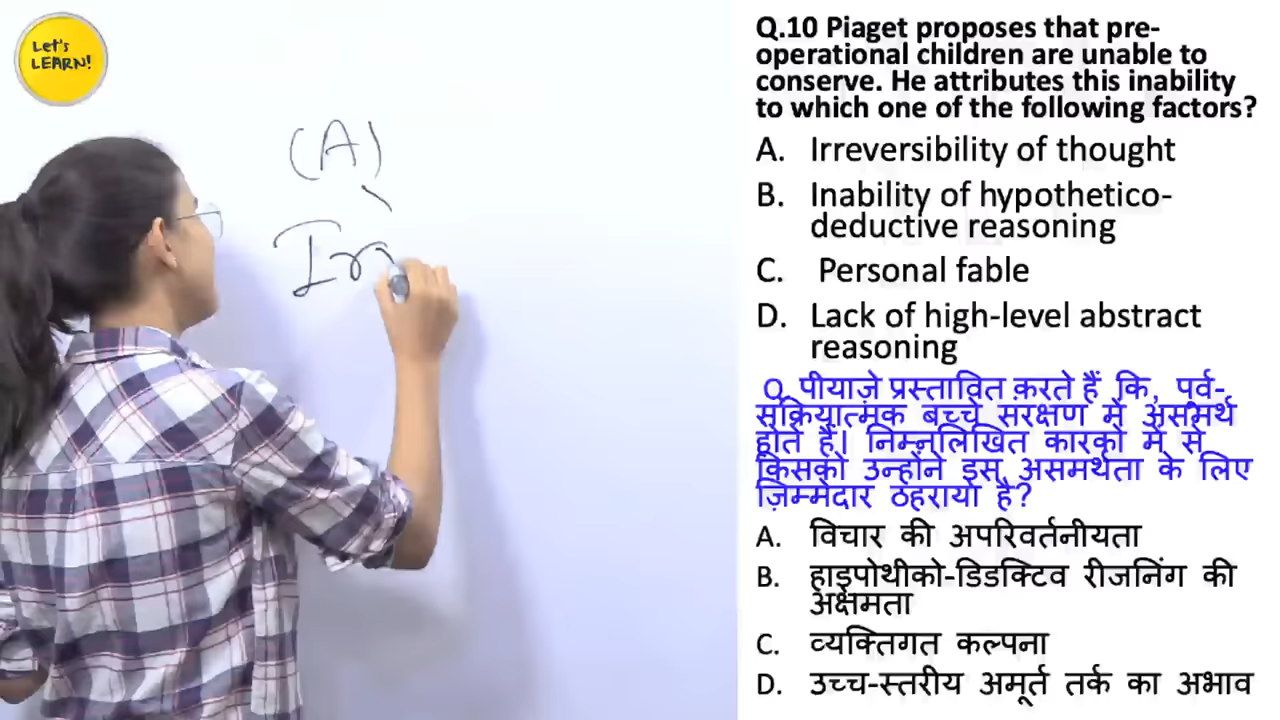 Let's
LEARN!
(A)
Irr
Q.10 Piaget proposes that pre-
operational children are unable to
conserve. He attributes this inability
to which one of the following factors?
A. Irreversibility of thought
B. Inability of hypothetico-
deductive reasoning
C. Personal fable
D. Lack of high-level abstract
reasoning
Q. पीयाज़े प्रस्तावित करते हैं कि, पूर्व-
सक्रियात्मक बच्चे संरक्षण में असमर्थ
होते हैं। निम्नलिखित कारकों में से
किसको उन्होंने इस असमर्थता के लिए
ज़िम्मेदार ठहराया है?
A. विचार की अपरिवर्तनीयता
B. हाइपोथीको-डिडक्टिव रीजनिंग की
अक्षमता
C. व्यक्तिगत कल्पना
D. उच्च-स्तरीय अमूर्त तर्क का अभाव